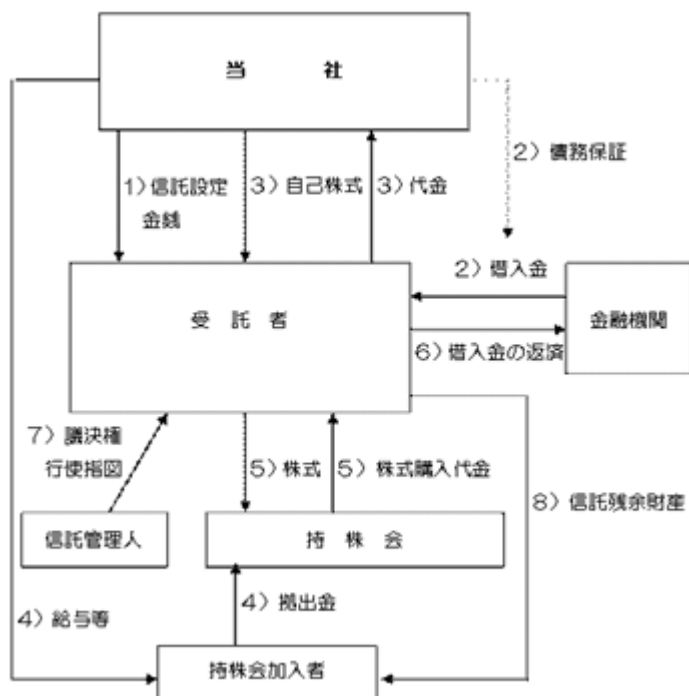 当　　　社
2）債務保証
1）信託設定
金銭
3）自己株式
3）代金
2）借入金
受　託　者
金融機関
6）借入金の返済
7）議決権
行使指図
5）株式
5）株式購入代金
8）信託残余財産
信託管理人
持　株　会
4）給与等
4）拠出金
持株会加入者